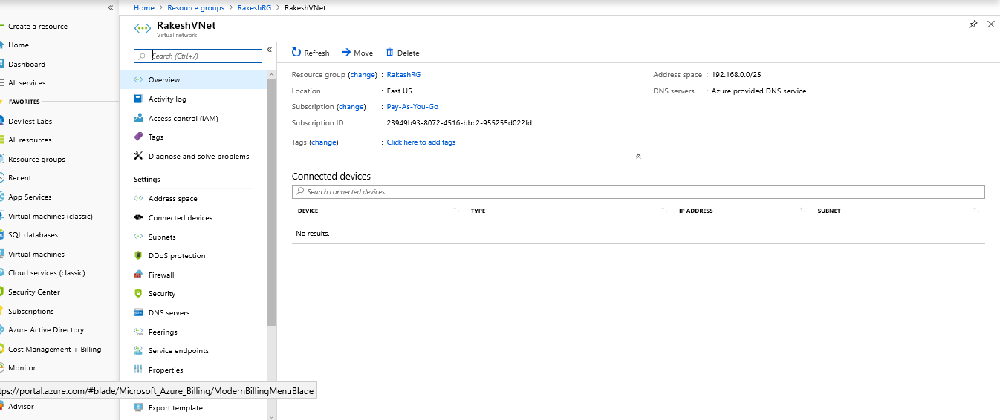 «
Create a resource
Home
Dashboard
All services
FAVORITES
DevTest Labs
All resources
Resource groups
Recent
App Services
Virtual machines (classic)
SQL databases
Virtual machines
Cloud services (classic)
Security Center
Subscriptions
Azure Active Directory
Cost Management + Billing
Monitor
tps://portal.azure.com/#blade/Microsoft_Azure_Billing/ModernBillingMenuBlade
Advisor
Home > Resource groups > RakeshRG > RakeshVNet
RakeshVNet
Virtual network
Search (Ctrl+/)
«
Overview
Activity log
Access control (IAM)
Tags
Diagnose and solve problems
Settings
Address space
Connected devices
Subnets
DDoS protection
Firewall
Security
DNS servers
Peerings
Service endpoints
Properties
Export template
Refresh Move Delete
Resource group (change) : RakeshRG
Location : East US
Subscription (change) : Pay-As-You-Go
Subscription ID : 23949b93-8072-4516-bbc2-955255d022fd
Tags (change) : Click here to add tags
Address space : 192.168.0.0/25
DNS servers : Azure provided DNS service
Connected devices
Search connected devices
DEVICE TYPE IP ADDRESS SUBNET
No results.